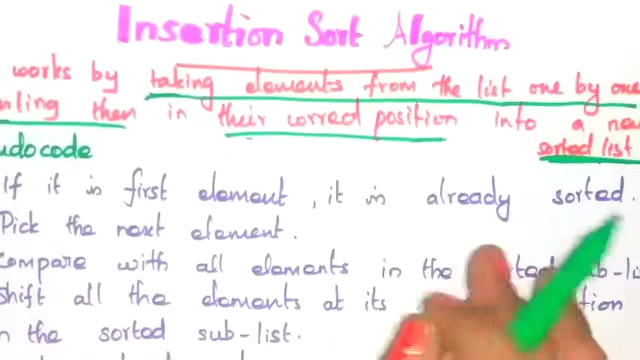 Insertion Sort Algorithm
works by taking elements from the list one by one
them in their correct position into a new
sorted list
If it is first element, it is already sorted.
Pick the next element.
Compare with all elements in the
Shift all the elements at its
in the sorted sub-list.